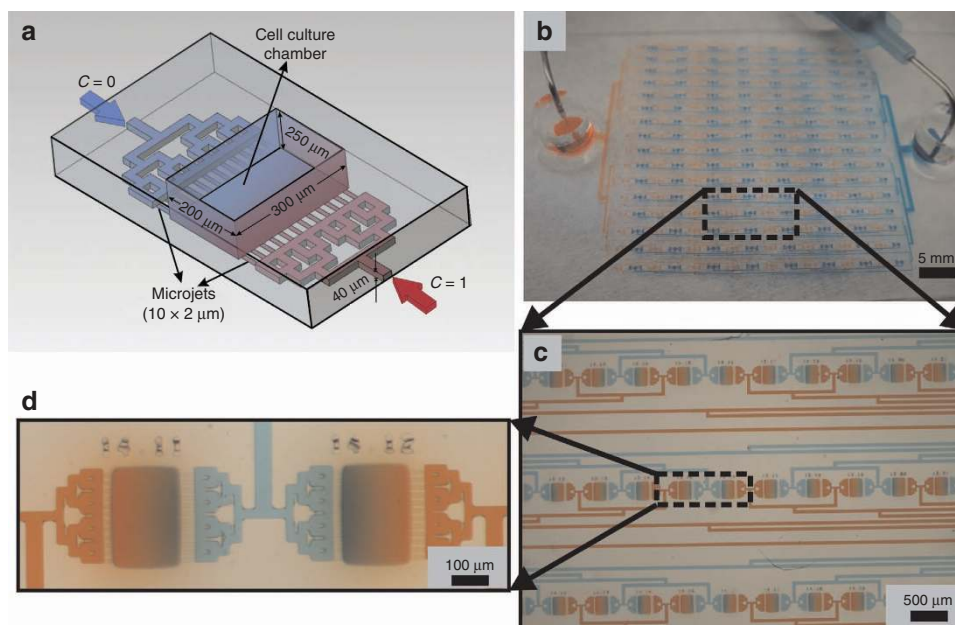 a
Cell culture
chamber
C = 0
250 µm
200 µm
300 µm
Microjets
(10 × 2 µm)
40 µm
C = 1
b
5 mm
c
500 µm
d
100 µm